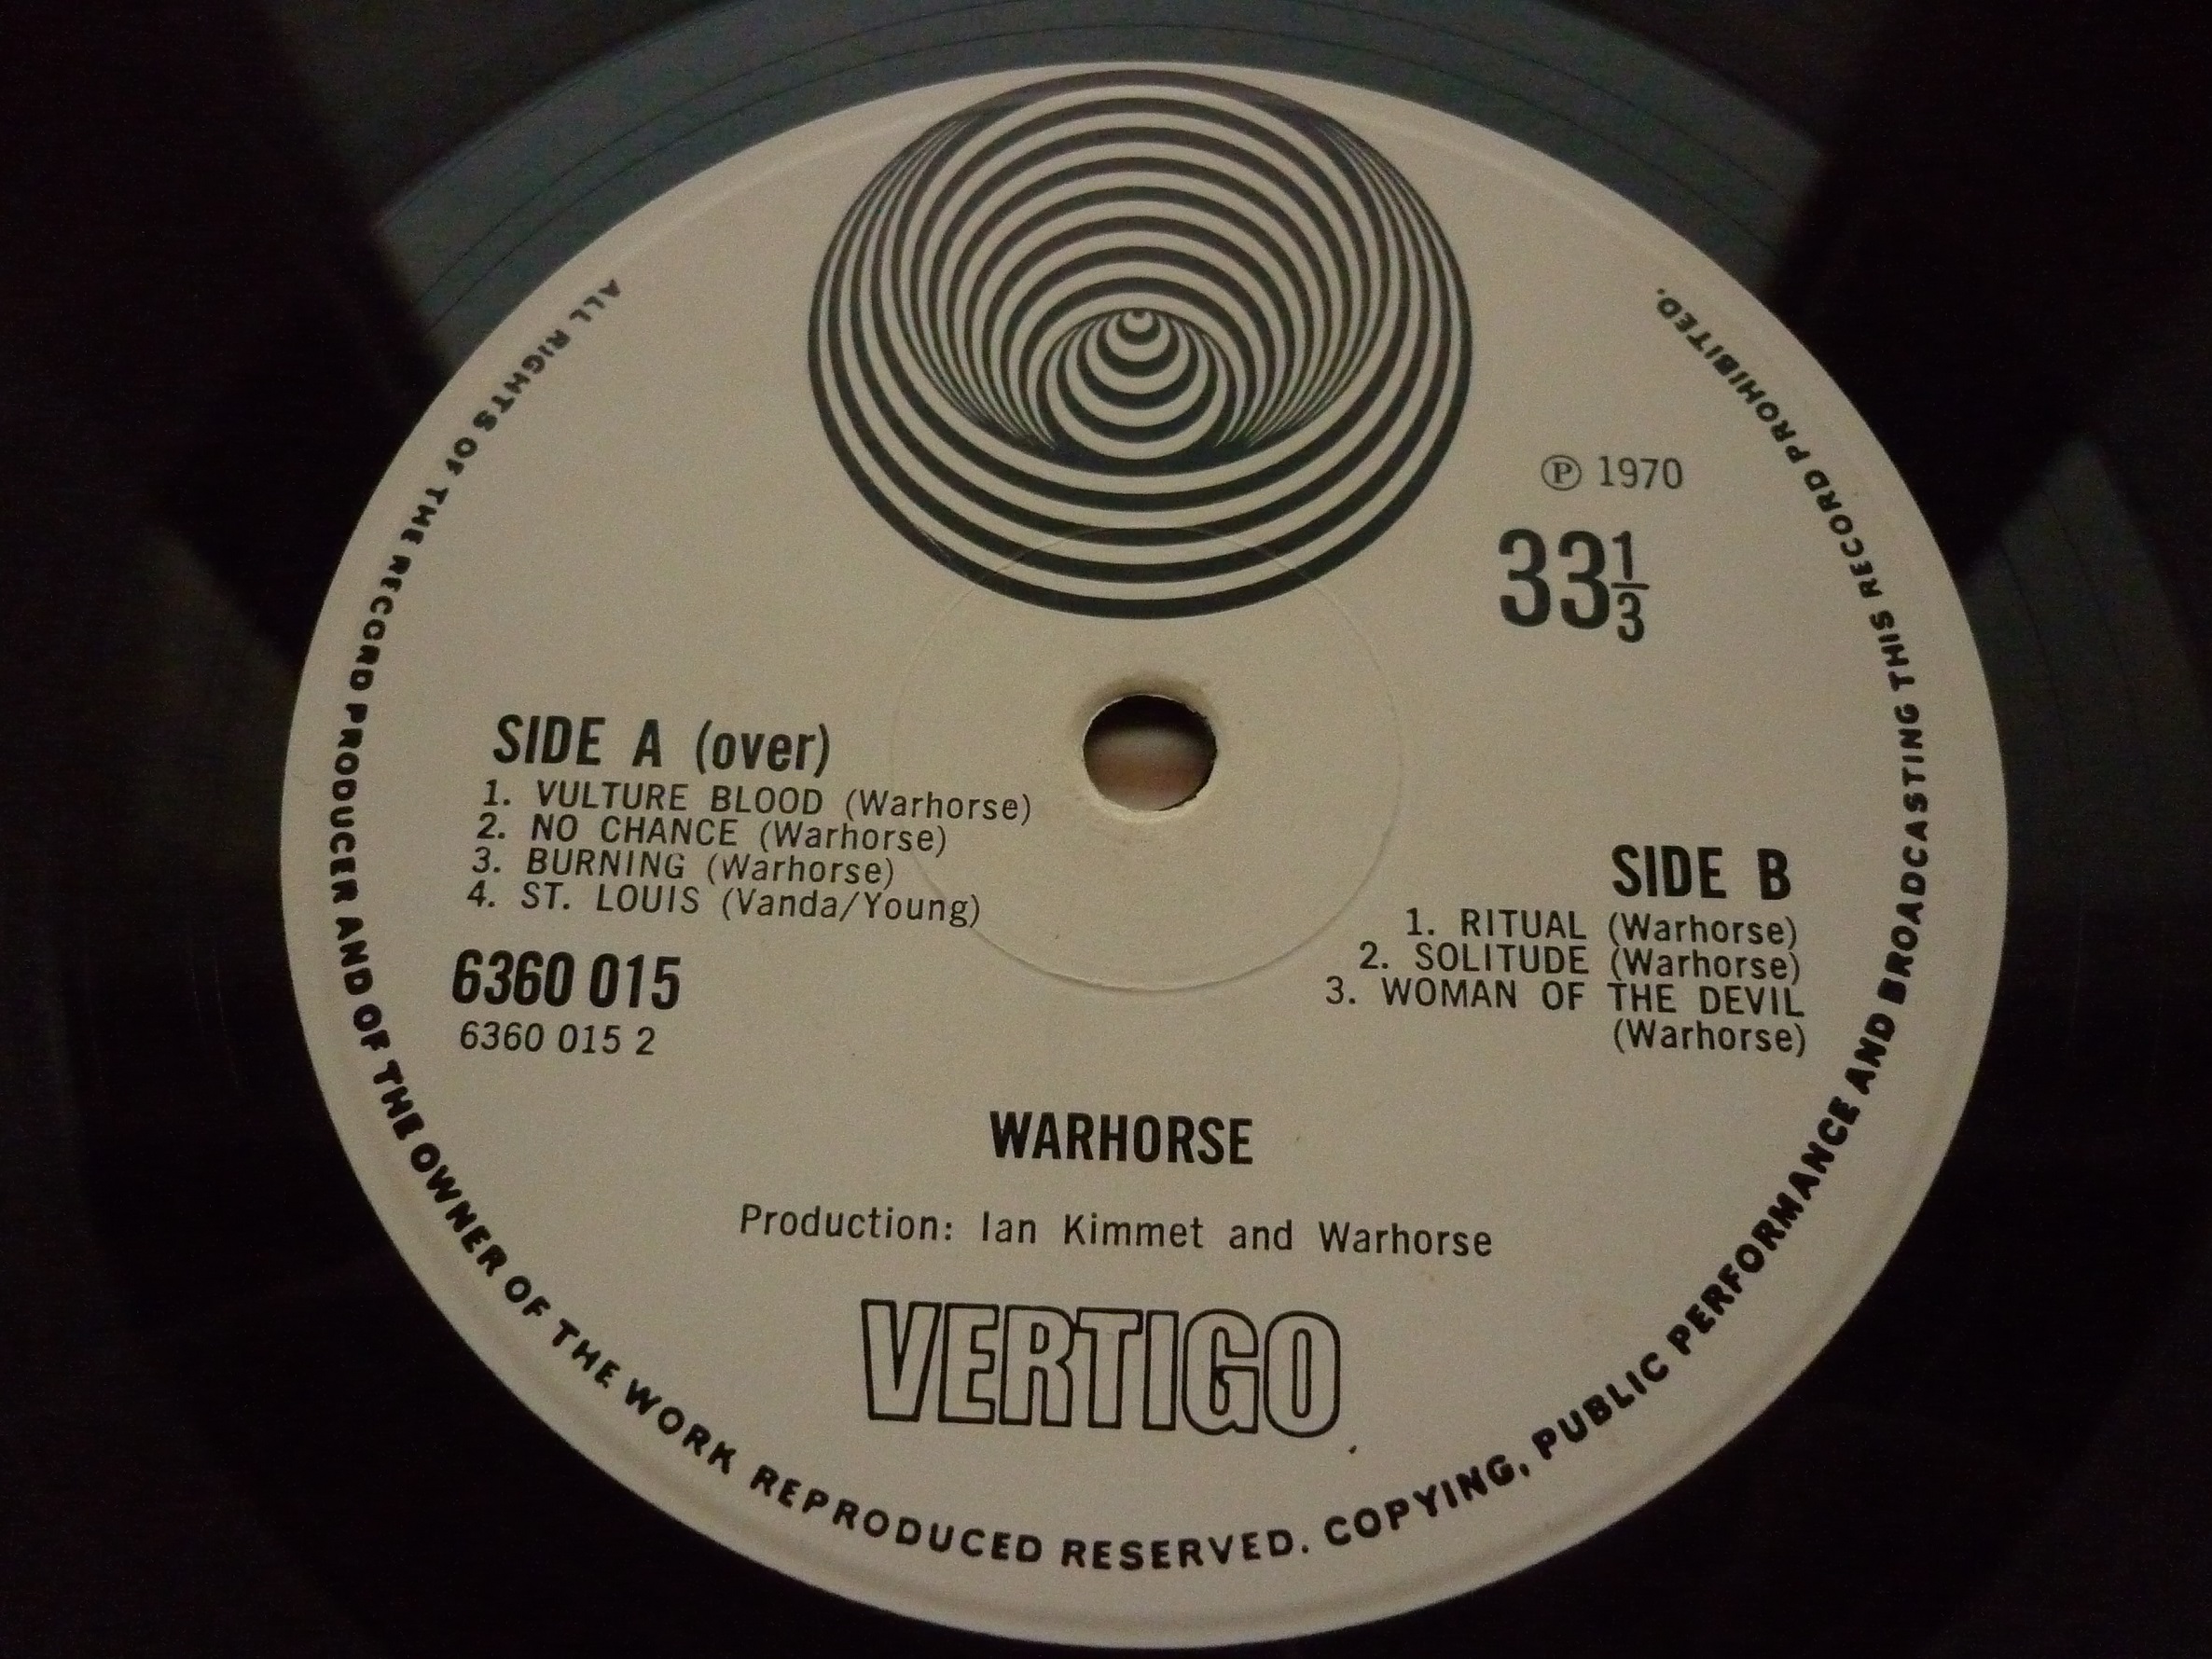 ℗ 1970
33 1/3
SIDE A (over)
1. VULTURE BLOOD (Warhorse)
2. NO CHANCE (Warhorse)
3. BURNING (Warhorse)
4. ST. LOUIS (Vanda/Young)
6360 015
6360 015 2
SIDE B
1. RITUAL (Warhorse)
2. SOLITUDE (Warhorse)
3. WOMAN OF THE DEVIL
(Warhorse)
WARHORSE
Production: Ian Kimmet and Warhorse
VERTIGO
ALL RIGHTS OF THE RECORD PRODUCER AND OF THE OWNER OF THE WORK REPRODUCED RESERVED. COPYING, PUBLIC PERFORMANCE AND BROADCASTING THIS RECORD PROHIBITED.